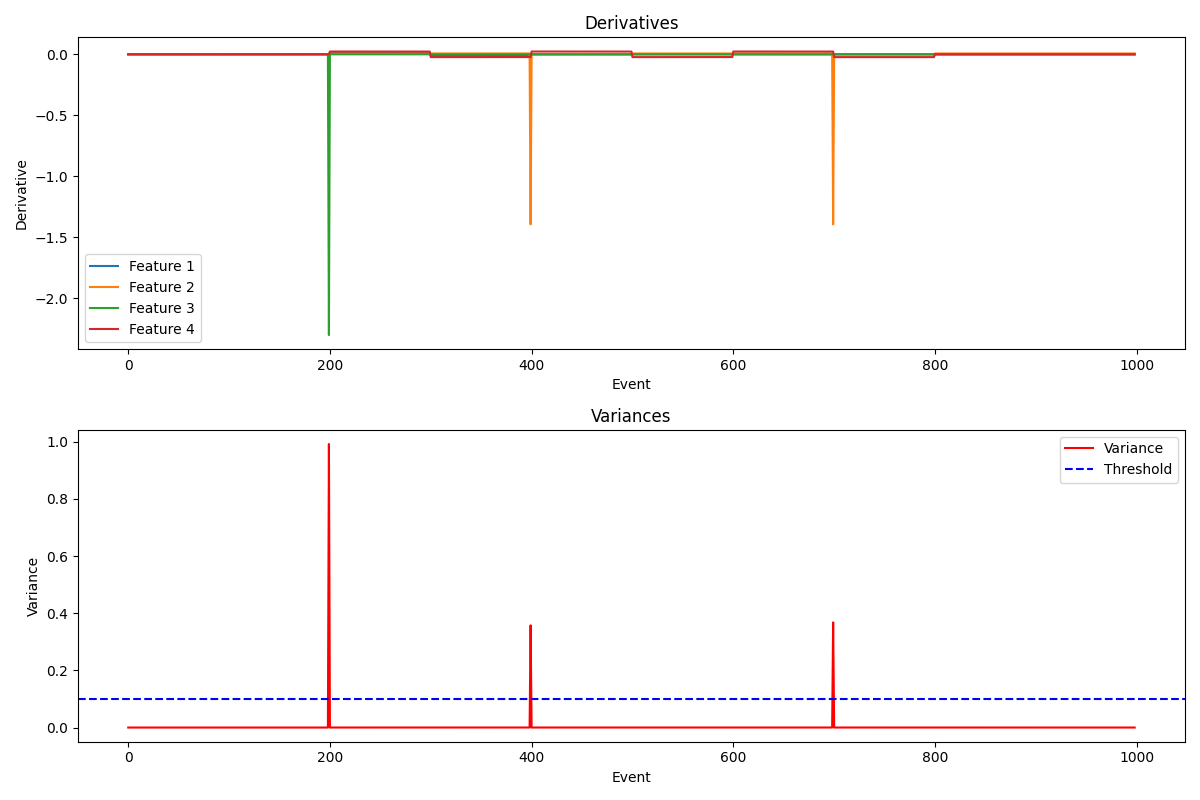 Derivatives
Derivative
0.0
−0.5
−1.0
−1.5
−2.0
Feature 1
Feature 2
Feature 3
Feature 4
0 200 400 600 800 1000
Event
Variances
Variance
1.0
0.8
0.6
0.4
0.2
0.0
Variance
Threshold
0 200 400 600 800 1000
Event